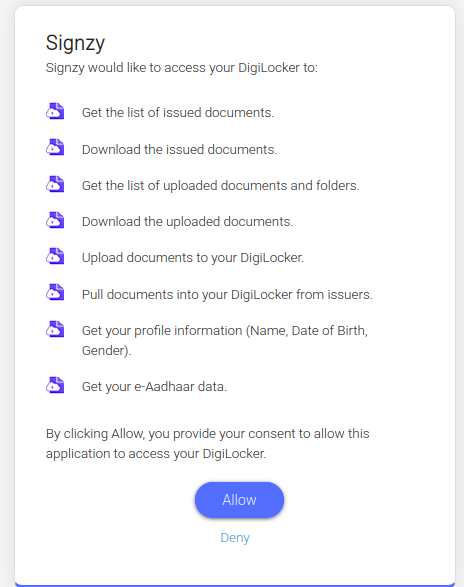 Signzy
Signzy would like to access your DigiLocker to:
Get the list of issued documents.
Download the issued documents.
Get the list of uploaded documents and folders.
Download the uploaded documents.
Upload documents to your DigiLocker.
Pull documents into your DigiLocker from issuers.
Get your profile information (Name, Date of Birth,
Gender).
Get your e-Aadhaar data.
By clicking Allow, you provide your consent to allow this
application to access your DigiLocker.
Allow
Deny